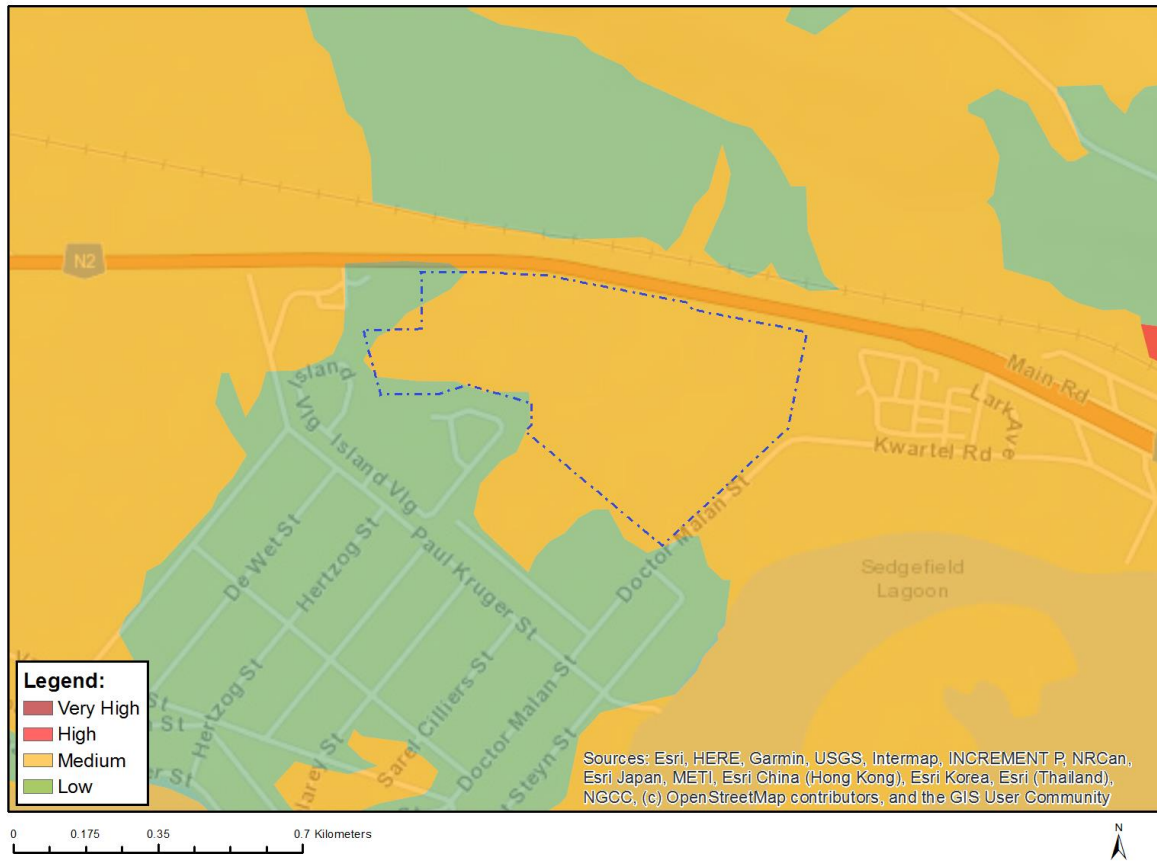 N2
Main Rd
Lark Ave
Kwartel Rd
Island
Vlg
Island Vlg
De Wet St
Hertzog St
Paul Kruger St
Doctor Malan St
Sedgefield
Lagoon
Hertzog St
Sarel Cilliers St
Doctor Malan St
Steyn St
St
St
St
Legend:
Very High
High
Medium
Low
Sources: Esri, HERE, Garmin, USGS, Intermap, INCREMENT P, NRCan,
Esri Japan, METI, Esri China (Hong Kong), Esri Korea, Esri (Thailand),
NGCC, (c) OpenStreetMap contributors, and the GIS User Community
0 0.175 0.35 0.7 Kilometers
N